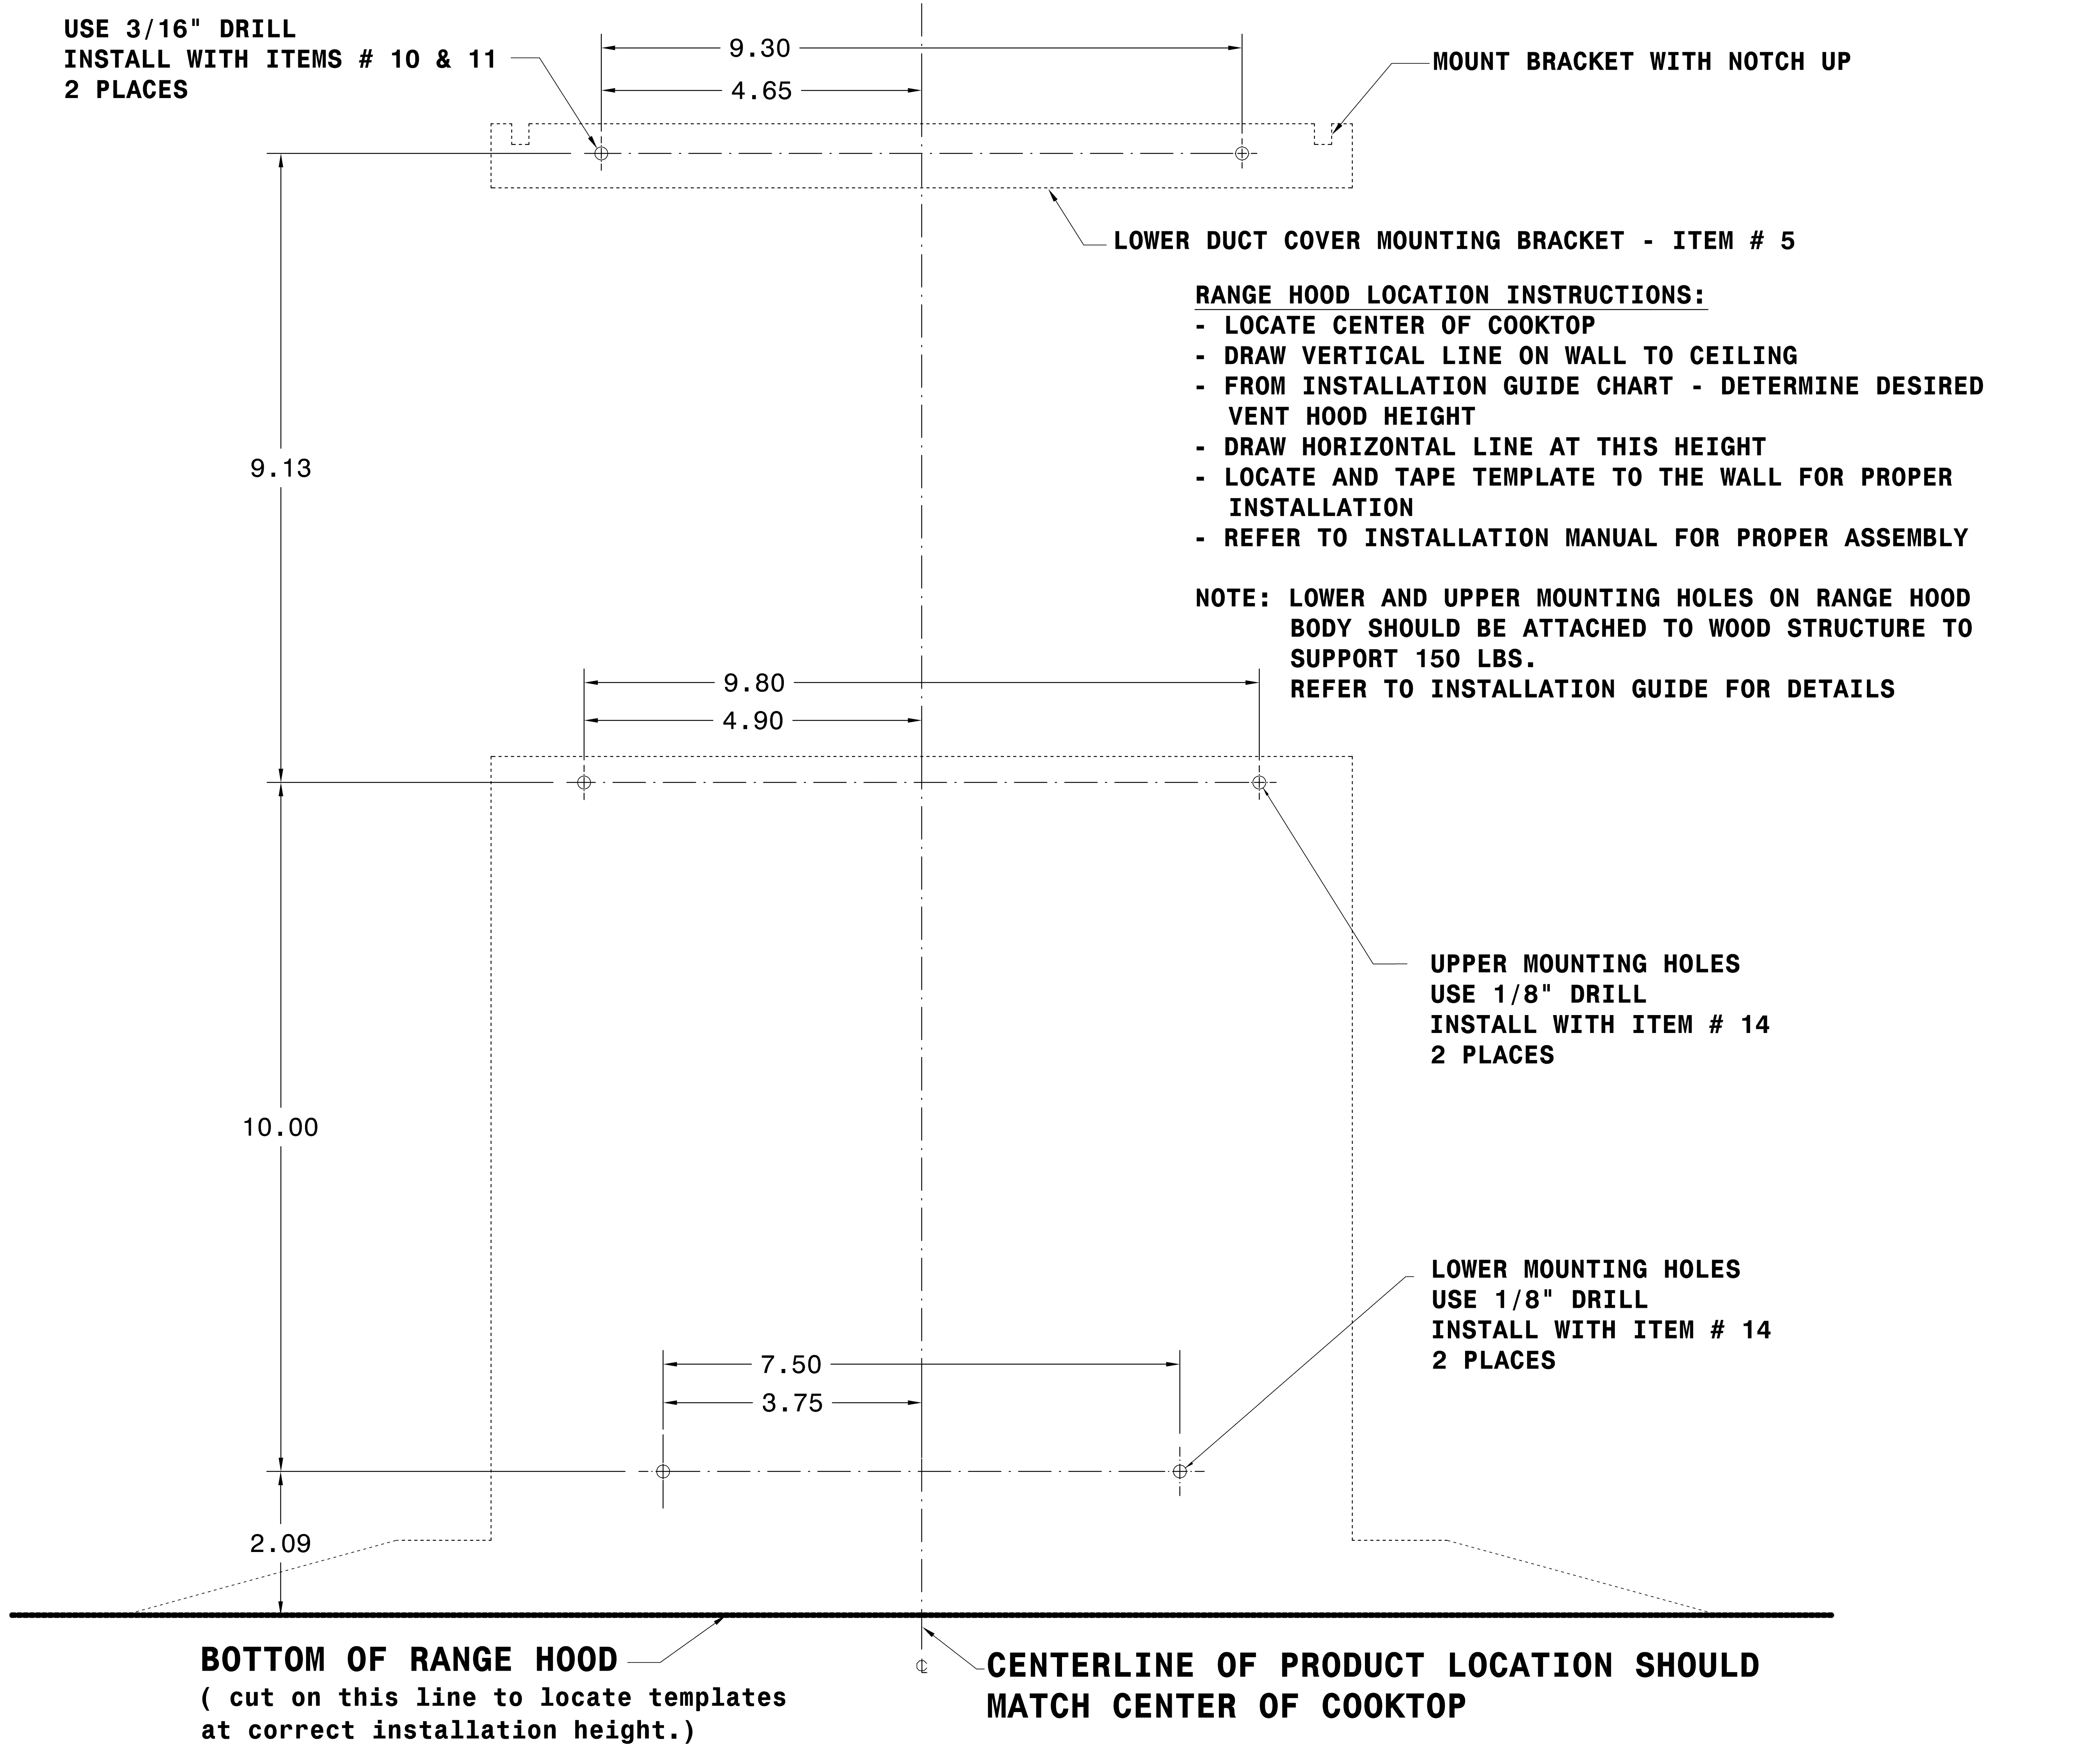 USE 3/16" DRILL
INSTALL WITH ITEMS # 10 & 11
2 PLACES
9.30
4.65
MOUNT BRACKET WITH NOTCH UP
LOWER DUCT COVER MOUNTING BRACKET - ITEM # 5
RANGE HOOD LOCATION INSTRUCTIONS:
- LOCATE CENTER OF COOKTOP
- DRAW VERTICAL LINE ON WALL TO CEILING
- FROM INSTALLATION GUIDE CHART - DETERMINE DESIRED
VENT HOOD HEIGHT
- DRAW HORIZONTAL LINE AT THIS HEIGHT
- LOCATE AND TAPE TEMPLATE TO THE WALL FOR PROPER
INSTALLATION
- REFER TO INSTALLATION MANUAL FOR PROPER ASSEMBLY
NOTE: LOWER AND UPPER MOUNTING HOLES ON RANGE HOOD
BODY SHOULD BE ATTACHED TO WOOD STRUCTURE TO
SUPPORT 150 LBS.
REFER TO INSTALLATION GUIDE FOR DETAILS
9.13
9.80
4.90
UPPER MOUNTING HOLES
USE 1/8" DRILL
INSTALL WITH ITEM # 14
2 PLACES
10.00
LOWER MOUNTING HOLES
USE 1/8" DRILL
INSTALL WITH ITEM # 14
2 PLACES
7.50
3.75
2.09
BOTTOM OF RANGE HOOD
( cut on this line to locate templates
at correct installation height.)
℄
CENTERLINE OF PRODUCT LOCATION SHOULD
MATCH CENTER OF COOKTOP